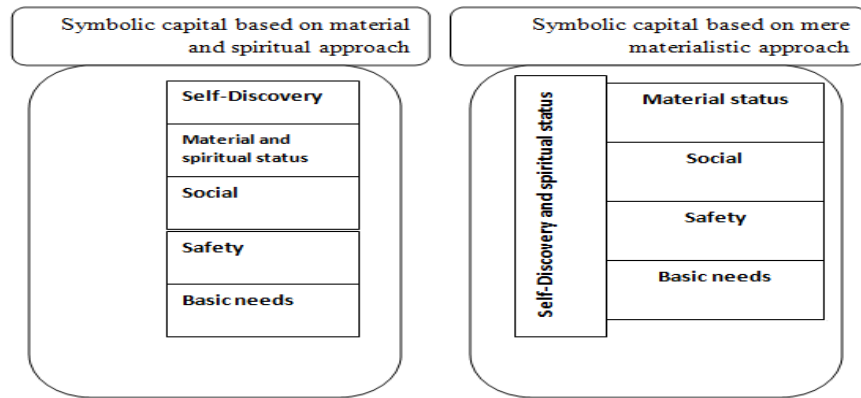 Symbolic capital based on material
and spiritual approach
Self-Discovery
Material and
spiritual status
Social
Safety
Basic needs
Symbolic capital based on mere
materialistic approach
Self-Discovery and spiritual status
Material status
Social
Safety
Basic needs